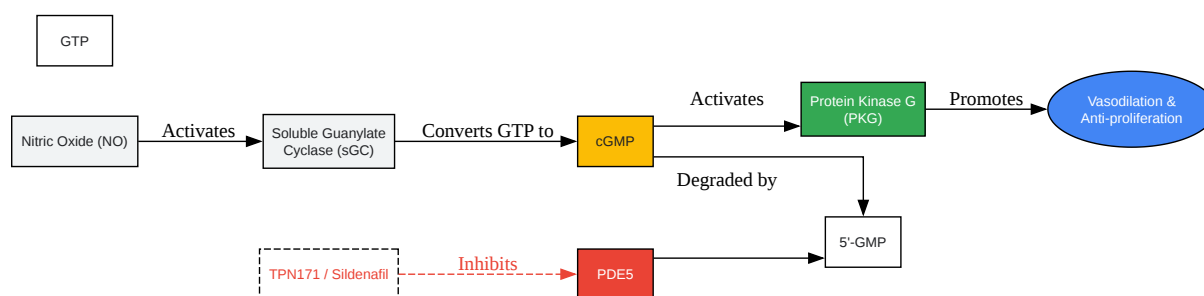 GTP
Nitric Oxide (NO)
Activates
Soluble Guanylate
Cyclase (sGC)
Converts GTP to
cGMP
Activates
Protein Kinase G
(PKG)
Promotes
Vasodilation &
Anti-proliferation
Degraded by
5'-GMP
TPN171 / Sildenafil
Inhibits
PDE5